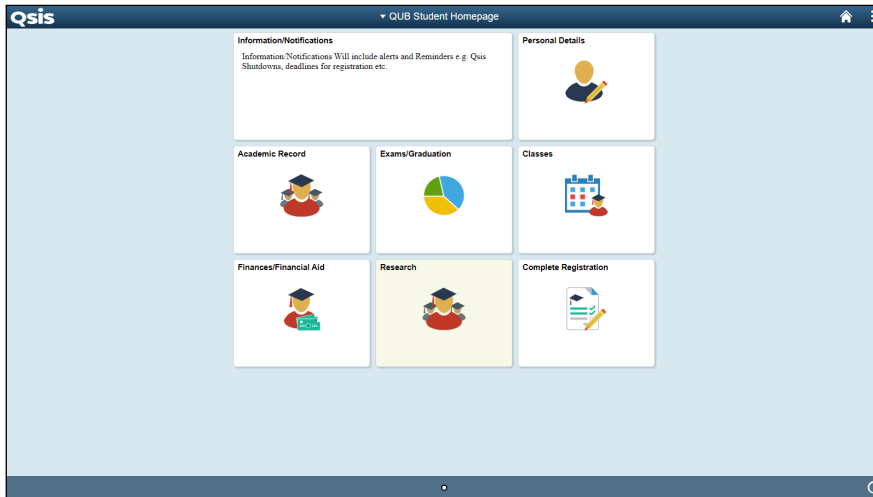 Qsis
QUB Student Homepage
Information/Notifications
Information/Notifications Will include alerts and Reminders e.g. Qsis
Shutdowns, deadlines for registration etc.
Personal Details
Academic Record
Exams/Graduation
Classes
Finances/Financial Aid
Research
Complete Registration